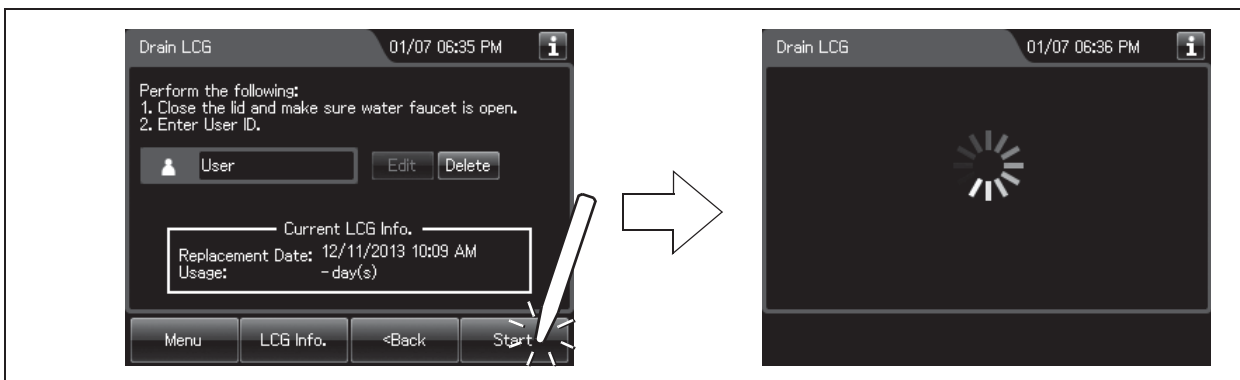 Drain LCG 01/07 06:35 PM i
Perform the following:
1. Close the lid and make sure water faucet is open.
2. Enter User ID.
User Edit Delete
Current LCG Info.
Replacement Date: 12/11/2013 10:09 AM
Usage: - day(s)
Menu LCG Info. <Back Start
Drain LCG 01/07 06:36 PM i